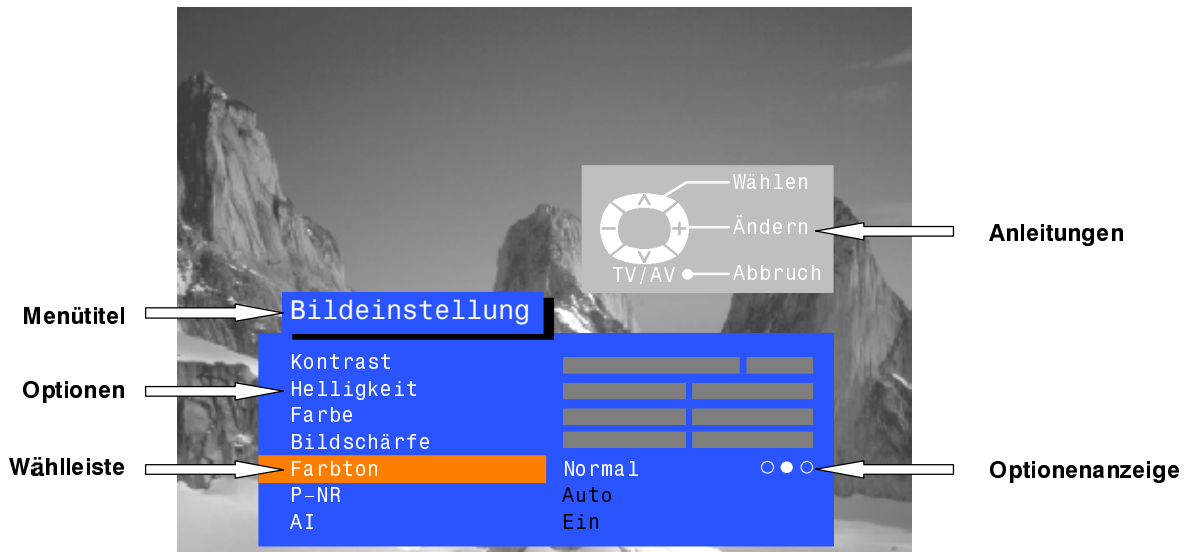 Wählen
Ändern
TV/AV Abbruch
Anleitungen
Menütitel
Bildeinstellung
Kontrast
Optionen
Helligkeit
Farbe
Bildschärfe
Wählleiste
Farbton Normal
Optionenanzeige
P-NR Auto
AI Ein